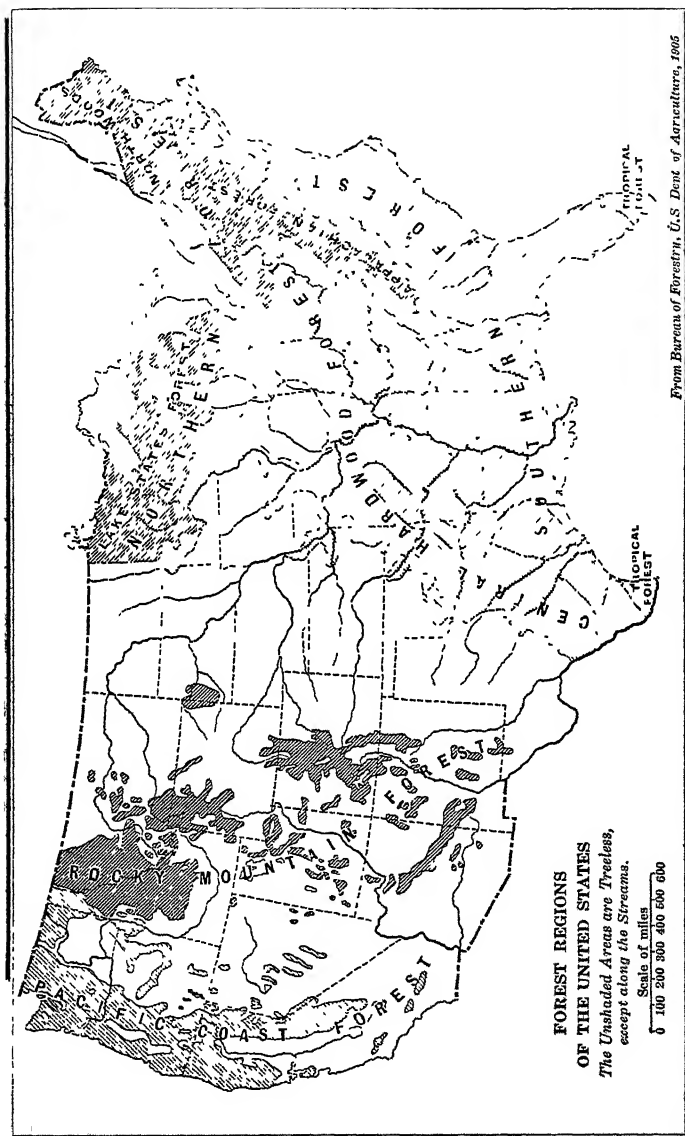 NORTH WOODS
LAKE STATES FOREST
NORTHERN
APPALACHIAN FOREST
ROCKY MOUNTAIN FOREST
PACIFIC COAST FOREST
CENTRAL HARDWOOD FOREST
SOUTHERN FOREST
TROPICAL
FOREST
TROPICAL
FOREST
FOREST REGIONS
OF THE UNITED STATES
The Unshaded Areas are Treeless,
except along the Streams.
Scale of miles
0 100 200 300 400 500 600
From Bureau of Forestry, U.S Dept of Agriculture, 1905